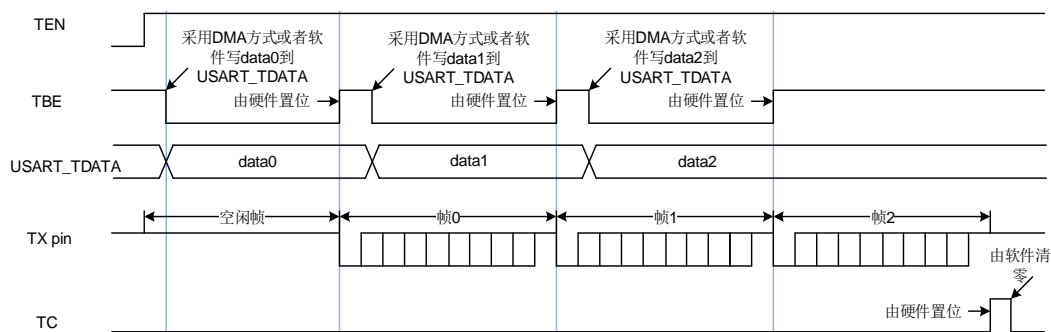 TEN
采用DMA方式或者软
件写data0到
USART_TDATA
采用DMA方式或者软
件写data1到
USART_TDATA
采用DMA方式或者软
件写data2到
USART_TDATA
TBE
由硬件置位
由硬件置位
由硬件置位
USART_TDATA
data0
data1
data2
空闲帧
帧0
帧1
帧2
TX pin
由软件清
零
由硬件置位
TC